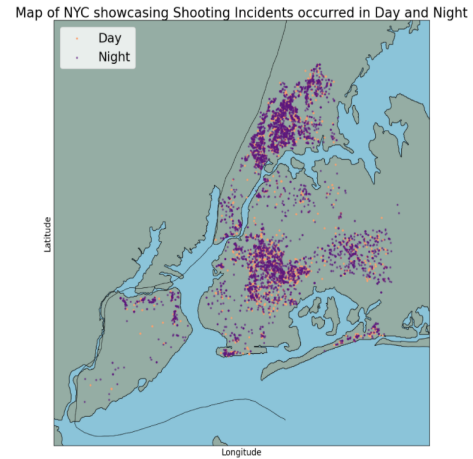 Map of NYC showcasing Shooting Incidents occurred in Day and Night
Day
Night
Latitude
Longitude